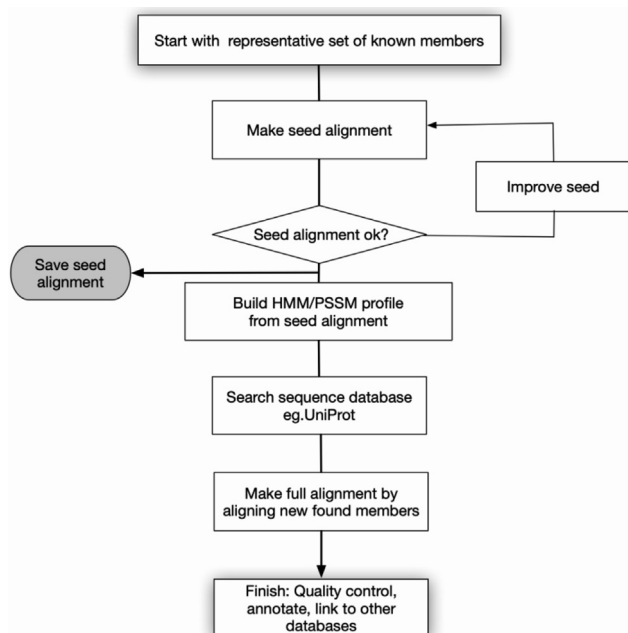 Start with representative set of known members
Make seed alignment
Improve seed
Seed alignment ok?
Save seed
alignment
Build HMM/PSSM profile
from seed alignment
Search sequence database
eg.UniProt
Make full alignment by
aligning new found members
Finish: Quality control,
annotate, link to other
databases